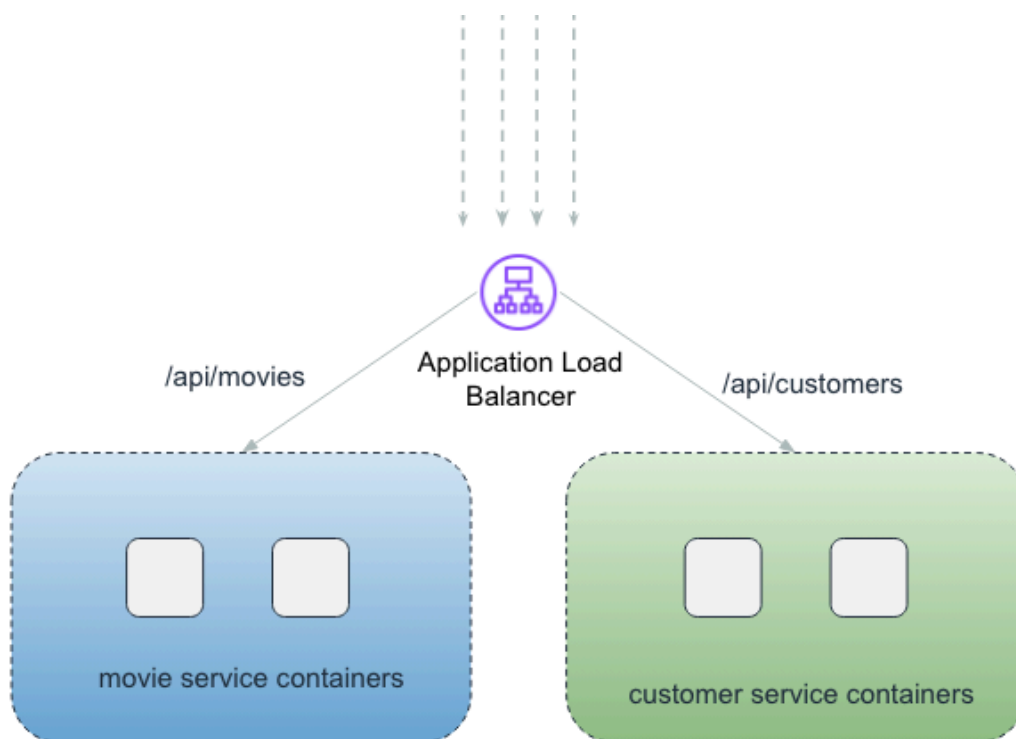 Application Load
Balancer
/api/movies
/api/customers
movie service containers
customer service containers